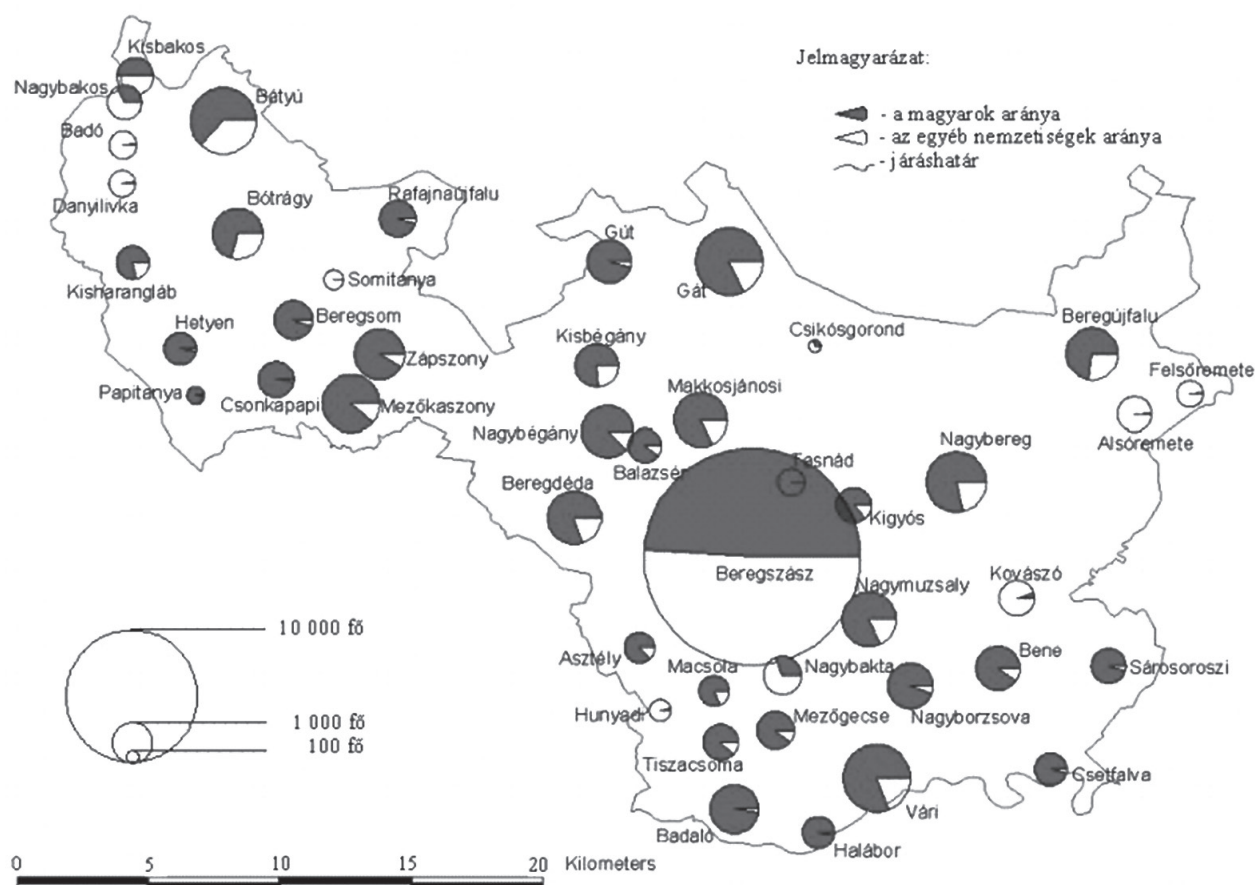 Jelmagyarázat:
- a magyarok aránya
- az egyéb nemzetiségek aránya
- járáshatár
Kisbakos
Nagybakos
Bátyú
Badó
Danyilivka
Bótrágy
Rafajnaújfalu
Kisharangláb
Somitanya
Gút
Gát
Hetyen
Beregsom
Csikósgorond
Beregújfalu
Kisbégány
Zápszony
Felsőremete
Papitanya
Csonkapapi
Mezőkaszony
Makkosjánosi
Alsóremete
Nagybégány
Balazsér
Nagybereg
Tasnád
Beregdéda
Kígyós
Beregszász
Kovászó
Nagymuzsaly
10 000 fő
Asztély
Macsola
Nagybakta
Bene
Sárosoroszi
Hunyadi
Nagyborzsova
1 000 fő
100 fő
Mezőgecse
Tiszacsoma
Csetfalva
Vári
Badaló
Halábor
0 5 10 15 20 Kilometers